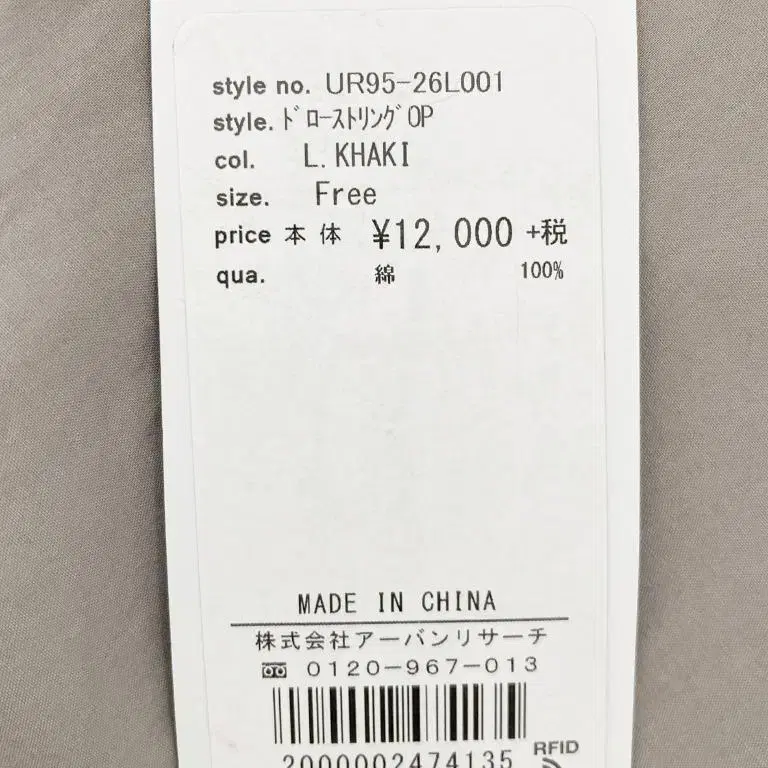 style no. UR95-26L001
style. ﾄﾞﾛｰｽﾄﾘﾝｸﾞOP
col. L.KHAKI
size. Free
price 本体 ¥12,000 +税
qua. 綿 100%
MADE IN CHINA
株式会社アーバンリサーチ
0120-967-013
2000002474135
RFID